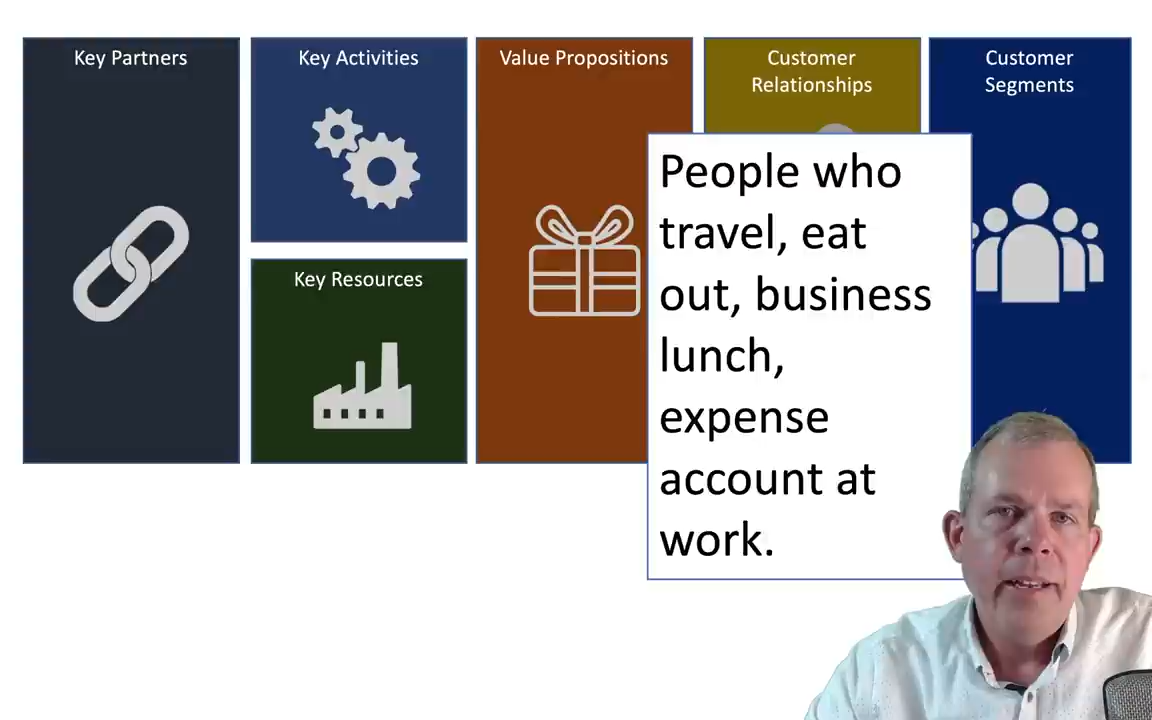 Key Partners
Key Activities
Value Propositions
Customer
Relationships
Customer
Segments
Key Resources
People who
travel, eat
out, business
lunch,
expense
account at
work.